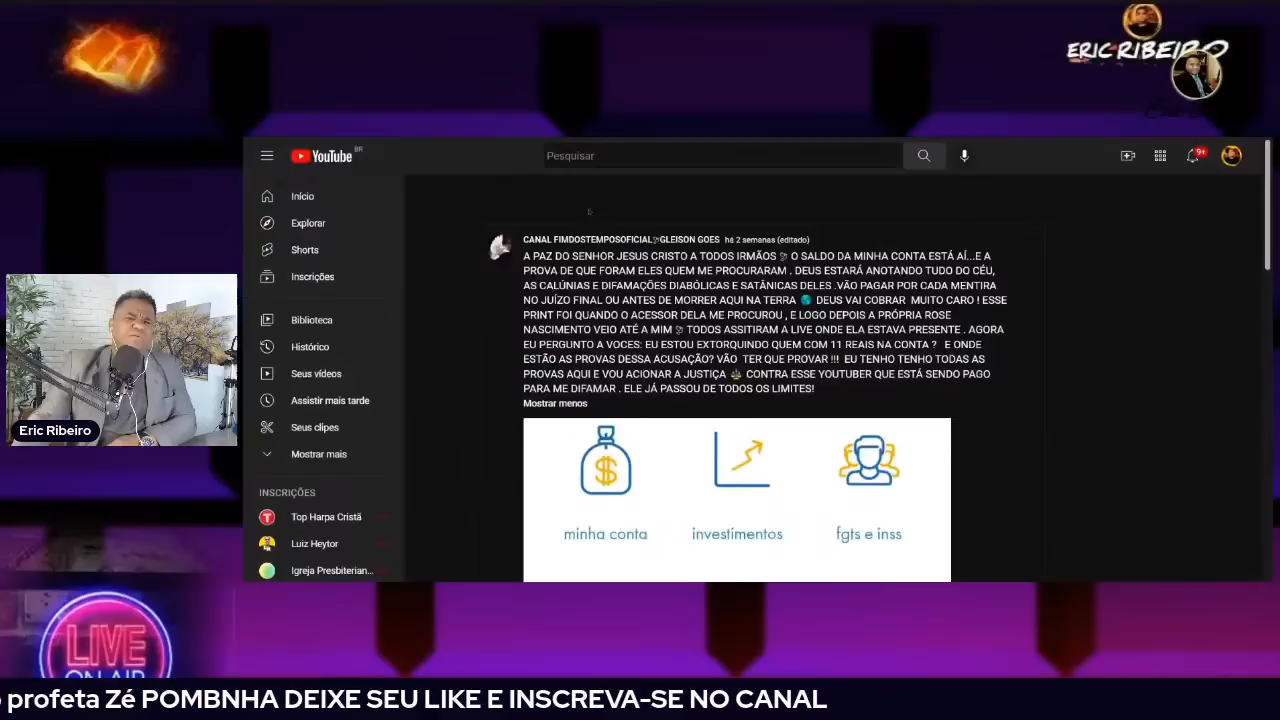 ERIC RIBEIRO
YouTube BR
Pesquisar
9+
Início
Explorar
Shorts
Inscrições
Biblioteca
Histórico
Seus vídeos
Assistir mais tarde
Seus clipes
Mostrar mais
INSCRIÇÕES
Top Harpa Cristã
Luiz Heytor
Igreja Presbiterian...
CANAL FIMDOSTEMPOSOFICIAL🕊GLEISON GOES há 2 semanas (editado)
A PAZ DO SENHOR JESUS CRISTO A TODOS IRMÃOS 🕊 O SALDO DA MINHA CONTA ESTÁ AÍ...E A
PROVA DE QUE FORAM ELES QUEM ME PROCURARAM . DEUS ESTARÁ ANOTANDO TUDO DO CÉU,
AS CALÚNIAS E DIFAMAÇÕES DIABÓLICAS E SATÂNICAS DELES .VÃO PAGAR POR CADA MENTIRA
NO JUÍZO FINAL OU ANTES DE MORRER AQUI NA TERRA 🌎 DEUS VAI COBRAR MUITO CARO ! ESSE
PRINT FOI QUANDO O ACESSOR DELA ME PROCUROU , E LOGO DEPOIS A PRÓPRIA ROSE
NASCIMENTO VEIO ATÉ A MIM 🕊 TODOS ASSITIRAM A LIVE ONDE ELA ESTAVA PRESENTE . AGORA
EU PERGUNTO A VOCES: EU ESTOU EXTORQUINDO QUEM COM 11 REAIS NA CONTA ? E ONDE
ESTÃO AS PROVAS DESSA ACUSAÇÃO? VÃO TER QUE PROVAR !!! EU TENHO TENHO TODAS AS
PROVAS AQUI E VOU ACIONAR A JUSTIÇA ⚖ CONTRA ESSE YOUTUBER QUE ESTÁ SENDO PAGO
PARA ME DIFAMAR . ELE JÁ PASSOU DE TODOS OS LIMITES!
Mostrar menos
minha conta
investimentos
fgts e inss
Eric Ribeiro
LIVE
ON AIR
profeta Zé POMBNHA DEIXE SEU LIKE E INSCREVA-SE NO CANAL